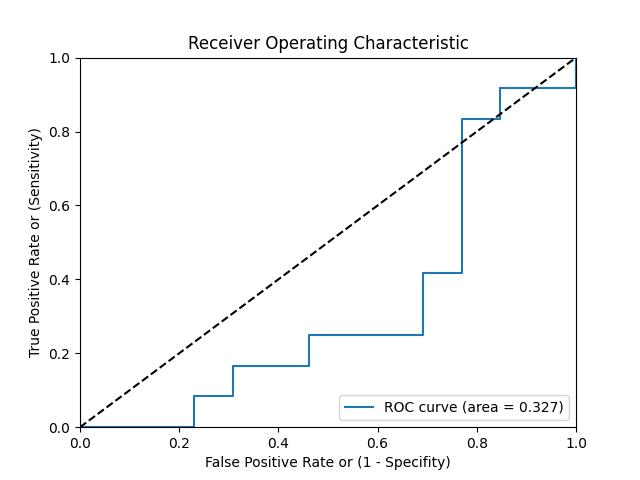 Receiver Operating Characteristic
1.0
0.8
0.6
0.4
0.2
0.0
True Positive Rate or (Sensitivity)
ROC curve (area = 0.327)
0.0 0.2 0.4 0.6 0.8 1.0
False Positive Rate or (1 - Specifity)